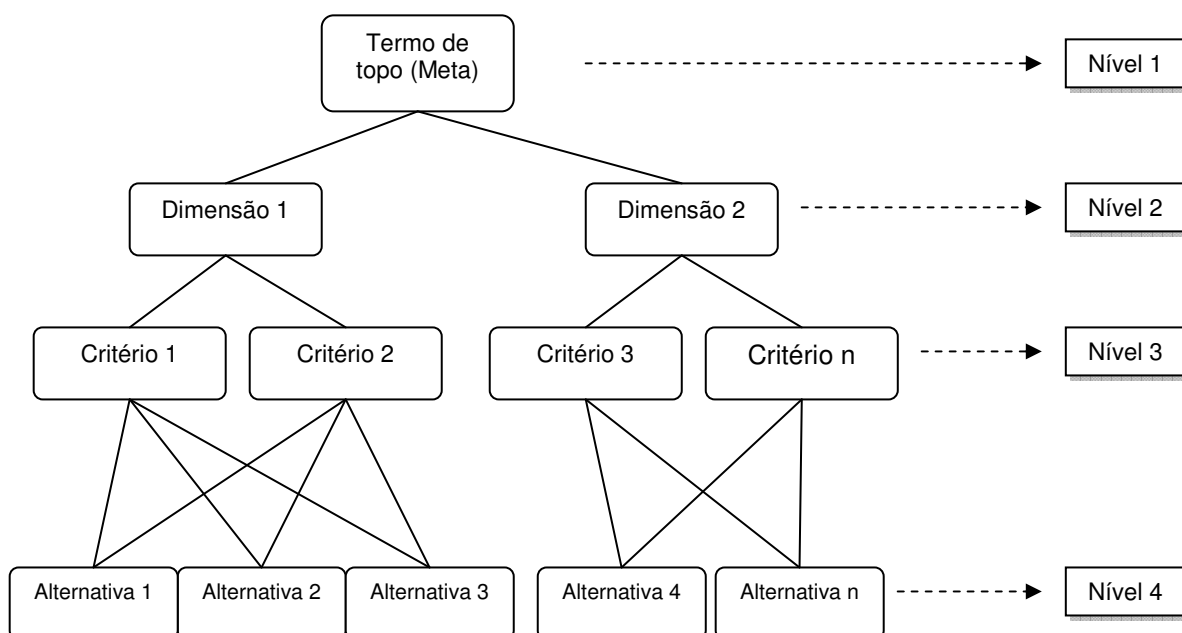 Termo de
topo (Meta)
Nível 1
Dimensão 1
Dimensão 2
Nível 2
Critério 1
Critério 2
Critério 3
Critério n
Nível 3
Alternativa 1
Alternativa 2
Alternativa 3
Alternativa 4
Alternativa n
Nível 4